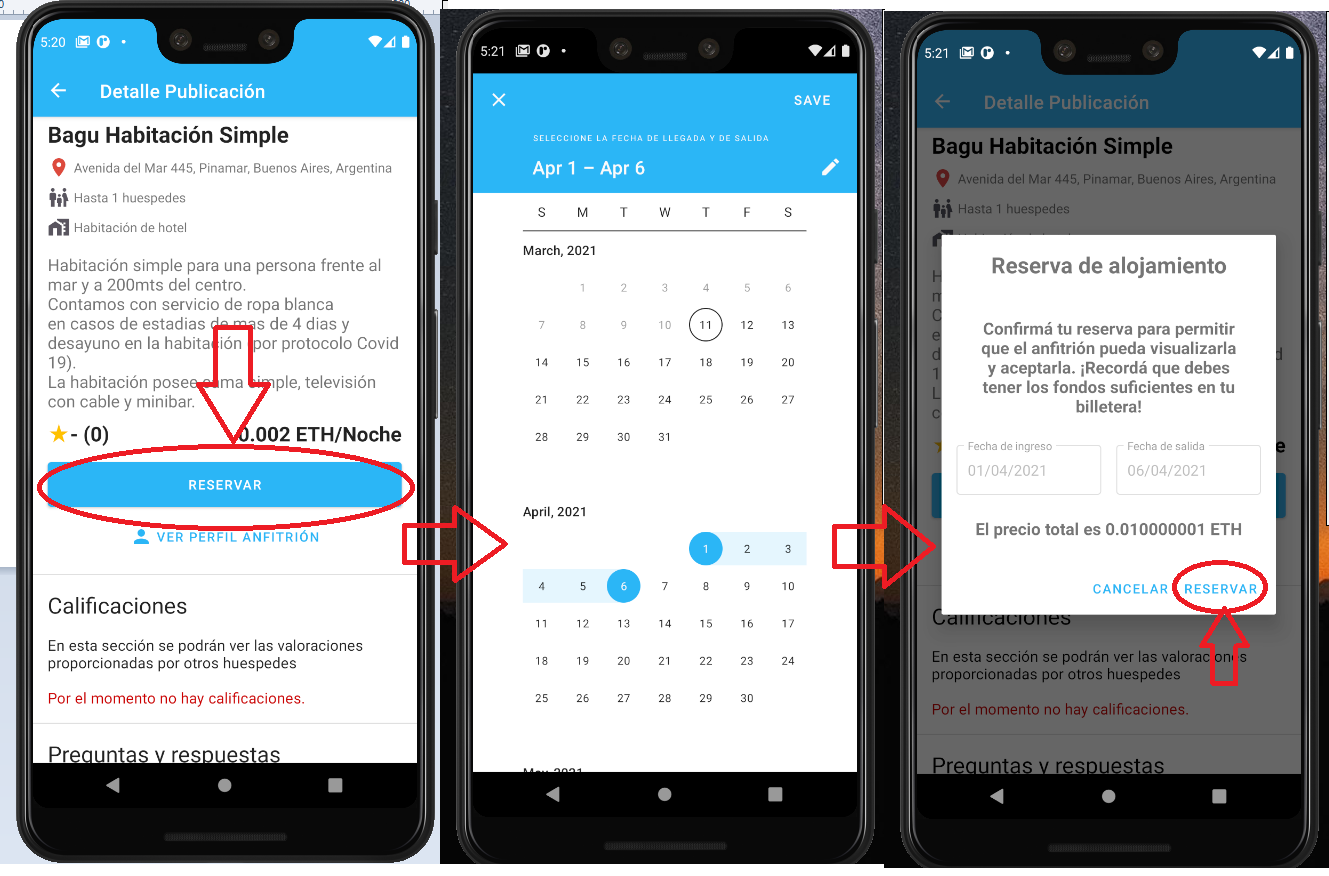 5:20
Detalle Publicación
Bagu Habitación Simple
Avenida del Mar 445, Pinamar, Buenos Aires, Argentina
Hasta 1 huespedes
Habitación de hotel
Habitación simple para una persona frente al
mar y a 200mts del centro.
Contamos con servicio de ropa blanca
en casos de estadias de mas de 4 dias y
desayuno en la habitación (por protocolo Covid
19).
La habitación posee cama simple, televisión
con cable y minibar.
- (0) 0.002 ETH/Noche
RESERVAR
VER PERFIL ANFITRIÓN
Calificaciones
En esta sección se podrán ver las valoraciones
proporcionadas por otros huespedes
Por el momento no hay calificaciones.
Preguntas y respuestas
5:21
SAVE
SELECCIONE LA FECHA DE LLEGADA Y DE SALIDA
Apr 1 – Apr 6
S M T W T F S
March, 2021
1 2 3 4 5 6
7 8 9 10 11 12 13
14 15 16 17 18 19 20
21 22 23 24 25 26 27
28 29 30 31
April, 2021
1 2 3
4 5 6 7 8 9 10
11 12 13 14 15 16 17
18 19 20 21 22 23 24
25 26 27 28 29 30
May, 2021
5:21
Detalle Publicación
Bagu Habitación Simple
Avenida del Mar 445, Pinamar, Buenos Aires, Argentina
Hasta 1 huespedes
Reserva de alojamiento
Confirmá tu reserva para permitir
que el anfitrión pueda visualizarla
y aceptarla. ¡Recordá que debes
tener los fondos suficientes en tu
billetera!
Fecha de ingreso
01/04/2021
Fecha de salida
06/04/2021
El precio total es 0.010000001 ETH
CANCELAR RESERVAR
Calificaciones
En esta sección se podrán ver las valoraciones
proporcionadas por otros huespedes
Por el momento no hay calificaciones.
Preguntas y respuestas